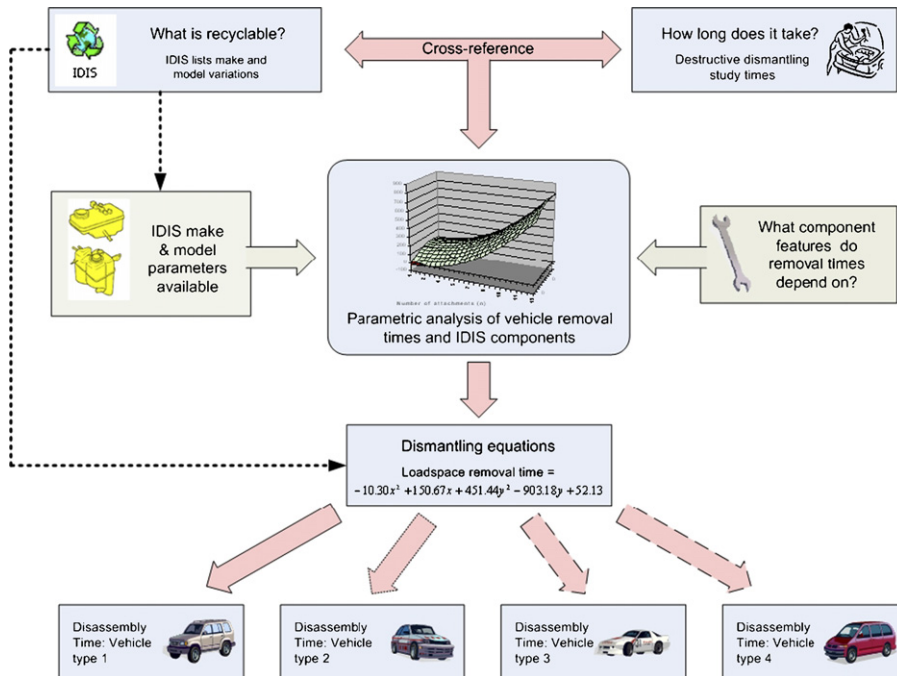 What is recyclable?
IDIS lists make and
model variations
IDIS
Cross-reference
How long does it take?
Destructive dismantling
study times
IDIS make
& model
parameters
available
Number of attachments (n)
Parametric analysis of vehicle removal
times and IDIS components
What component
features do
removal times
depend on?
Dismantling equations
Loadspace removal time =
−10.30x² +150.67x + 451.44y² − 903.18y + 52.13
Disassembly
Time: Vehicle
type 1
Disassembly
Time: Vehicle
type 2
Disassembly
Time: Vehicle
type 3
Disassembly
Time: Vehicle
type 4